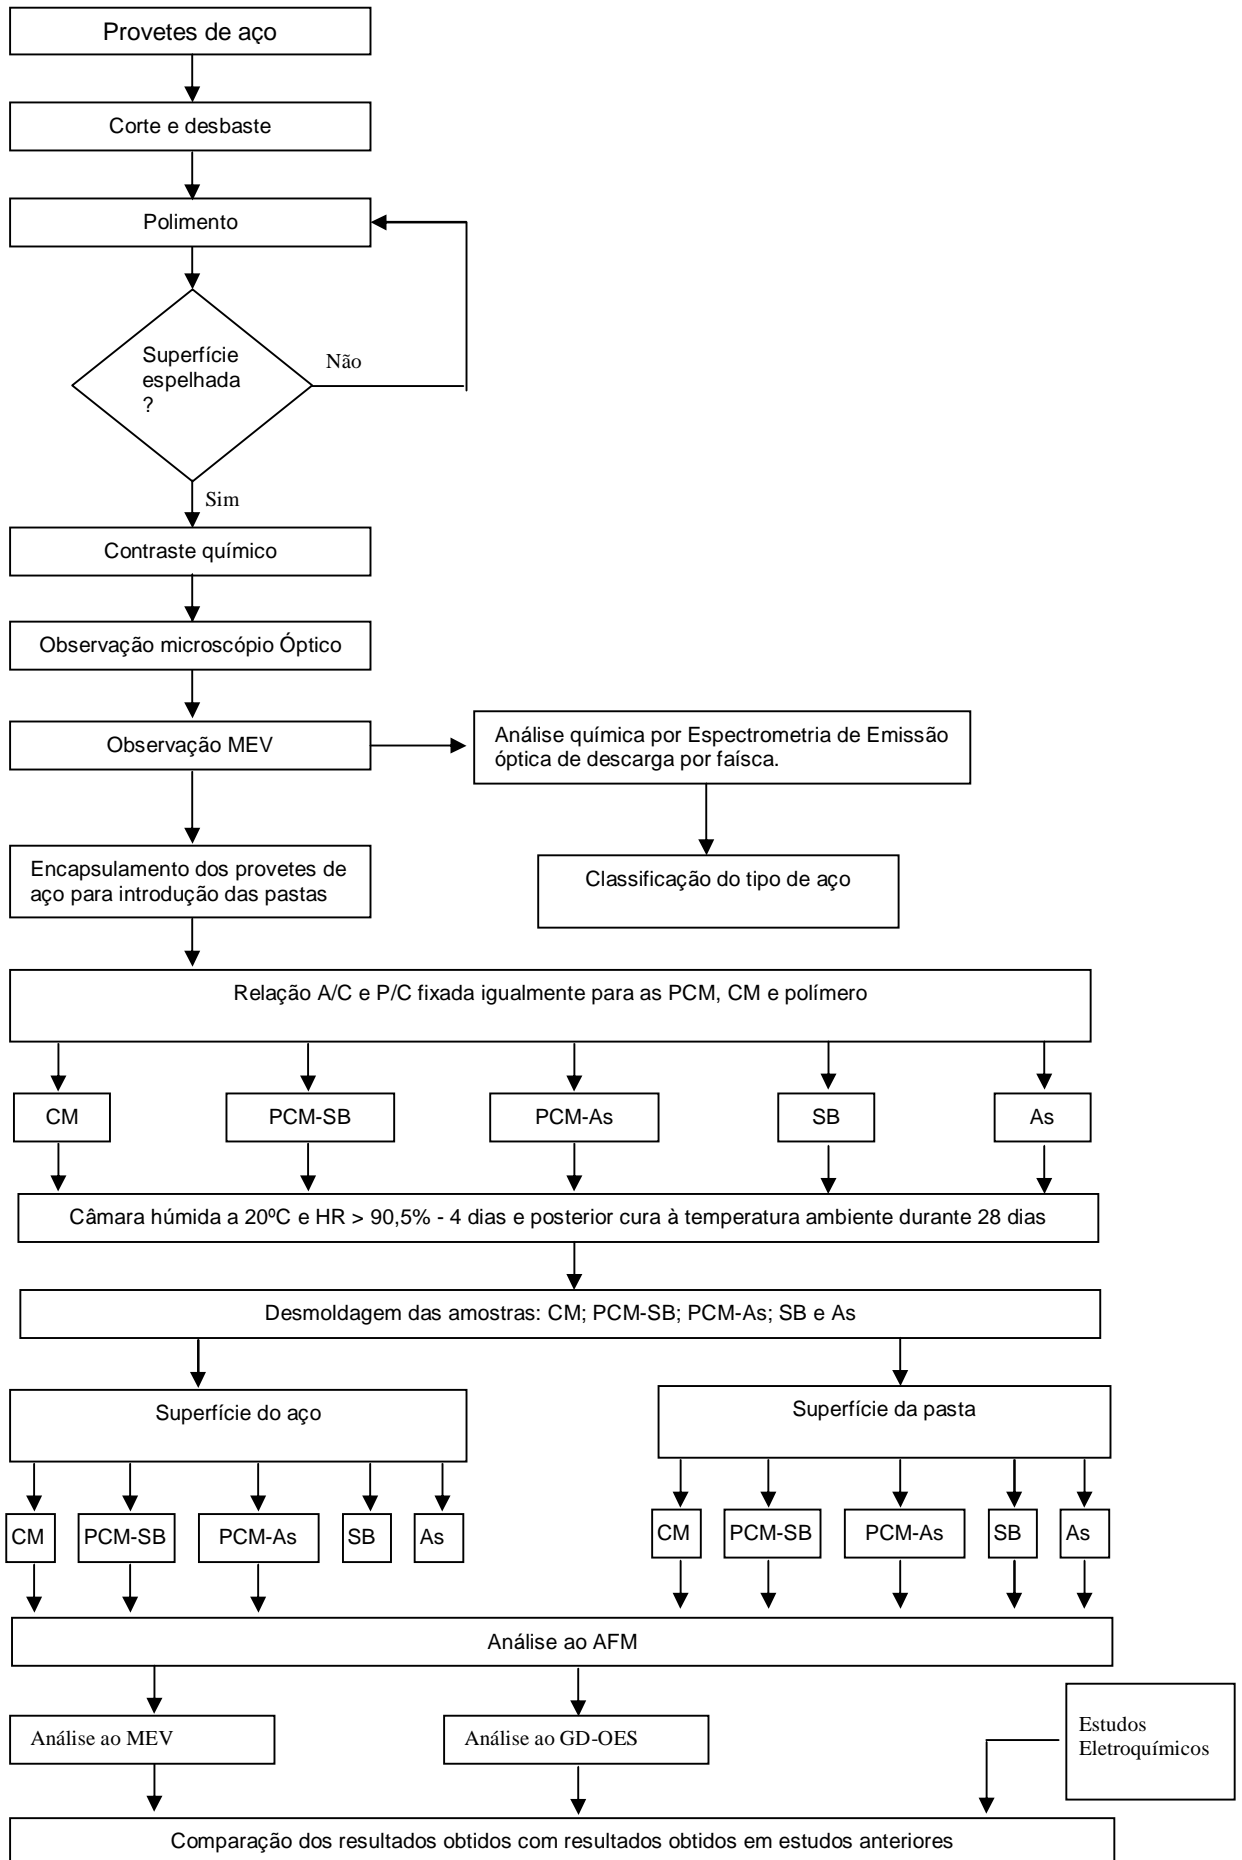 Provetes de aço
Corte e desbaste
Polimento
Superfície
espelhada
?
Não
Sim
Contraste químico
Observação microscópio Óptico
Observação MEV
Análise química por Espectrometria de Emissão
óptica de descarga por faísca.
Encapsulamento dos provetes de
aço para introdução das pastas
Classificação do tipo de aço
Relação A/C e P/C fixada igualmente para as PCM, CM e polímero
CM
PCM-SB
PCM-As
SB
As
Câmara húmida a 20ºC e HR > 90,5% - 4 dias e posterior cura à temperatura ambiente durante 28 dias
Desmoldagem das amostras: CM; PCM-SB; PCM-As; SB e As
Superfície do aço
Superfície da pasta
CM
PCM-SB
PCM-As
SB
As
CM
PCM-SB
PCM-As
SB
As
Análise ao AFM
Análise ao MEV
Análise ao GD-OES
Estudos
Eletroquímicos
Comparação dos resultados obtidos com resultados obtidos em estudos anteriores